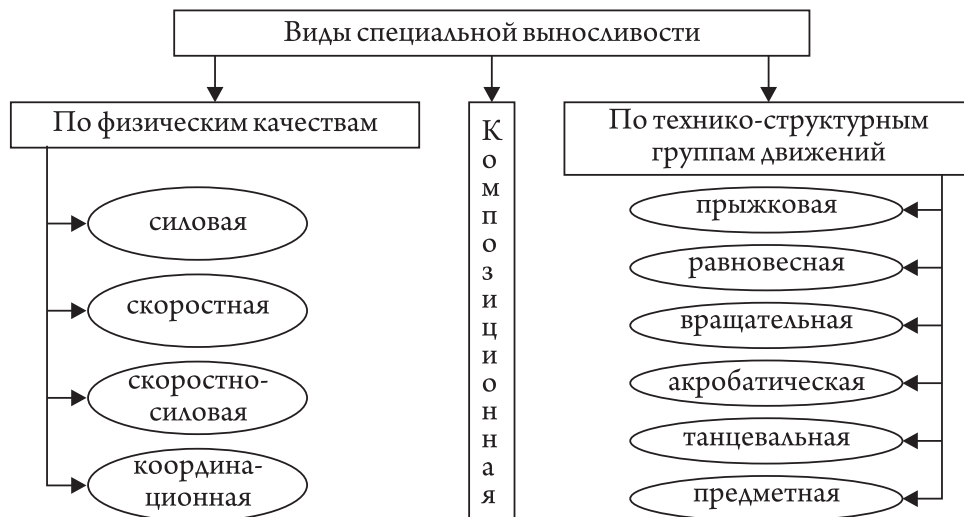 Виды специальной выносливости
По физическим качествам
силовая
скоростная
скоростно-
силовая
координа-
ционная
Композиционная
По технико-структурным
группам движений
прыжковая
равновесная
вращательная
акробатическая
танцевальная
предметная